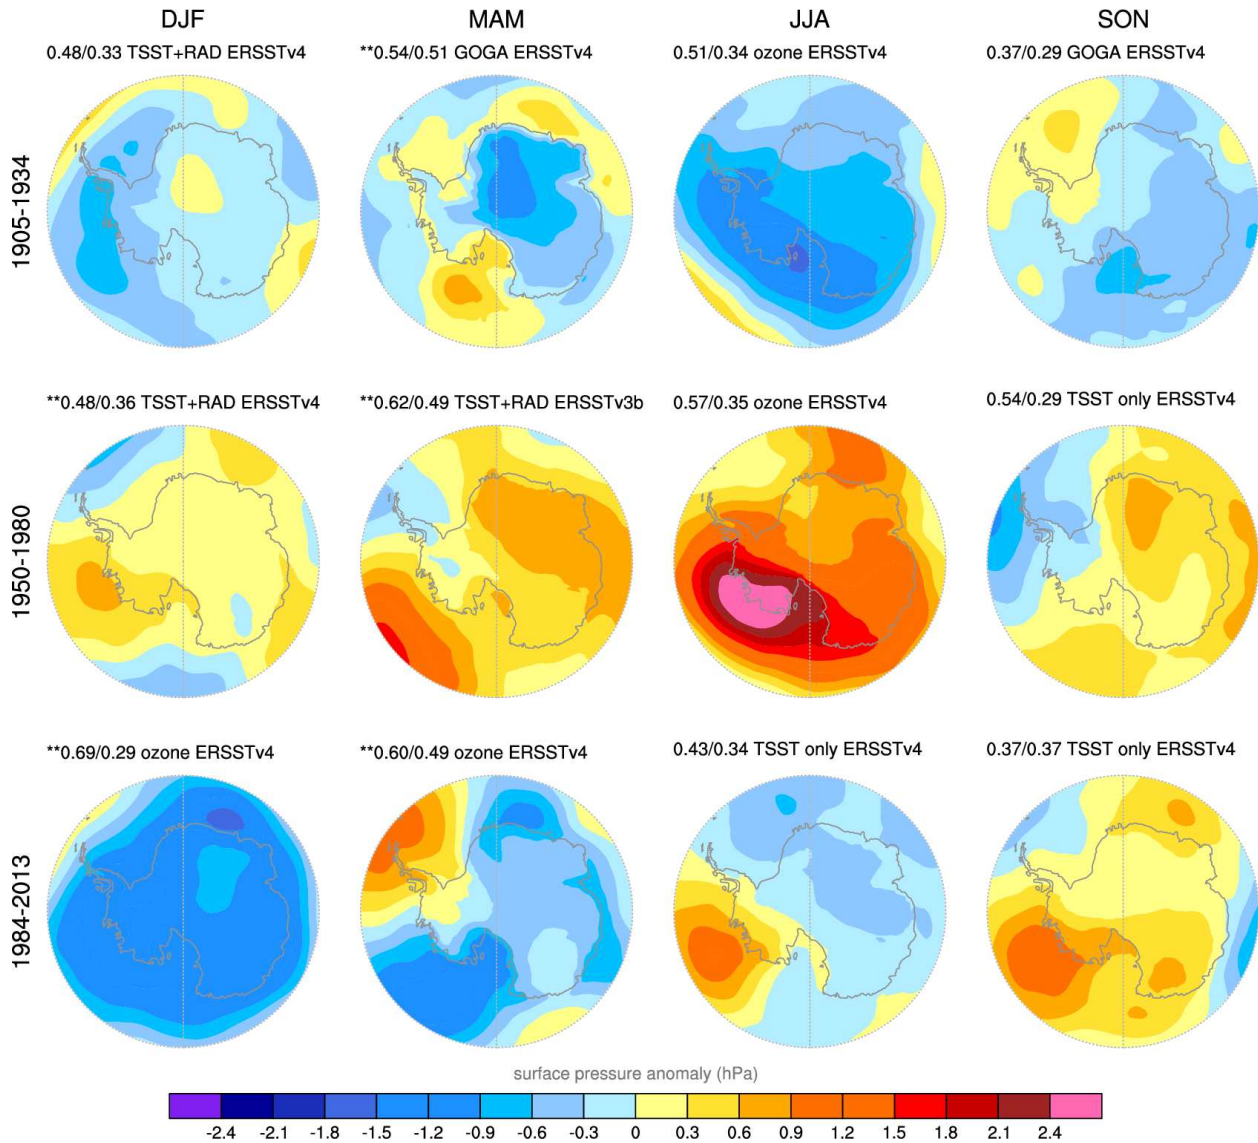 DJF MAM JJA SON
0.48/0.33 TSST+RAD ERSSTv4 **0.54/0.51 GOGA ERSSTv4 0.51/0.34 ozone ERSSTv4 0.37/0.29 GOGA ERSSTv4
1905-1934
**0.48/0.36 TSST+RAD ERSSTv4 **0.62/0.49 TSST+RAD ERSSTv3b 0.57/0.35 ozone ERSSTv4 0.54/0.29 TSST only ERSSTv4
1950-1980
**0.69/0.29 ozone ERSSTv4 **0.60/0.49 ozone ERSSTv4 0.43/0.34 TSST only ERSSTv4 0.37/0.37 TSST only ERSSTv4
1984-2013
surface pressure anomaly (hPa)
-2.4 -2.1 -1.8 -1.5 -1.2 -0.9 -0.6 -0.3 0 0.3 0.6 0.9 1.2 1.5 1.8 2.1 2.4